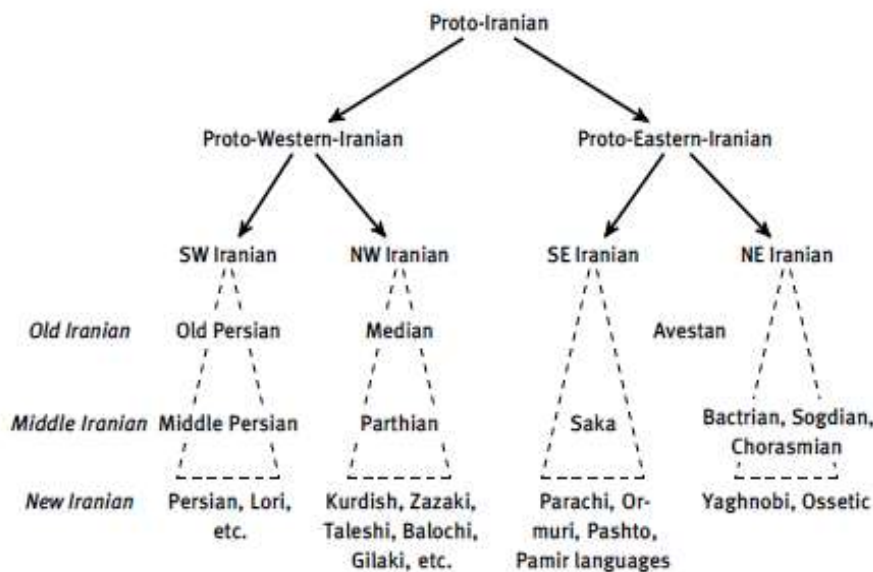 Proto-Iranian
Proto-Western-Iranian Proto-Eastern-Iranian
SW Iranian NW Iranian SE Iranian NE Iranian
Old Iranian Old Persian Median Avestan
Middle Iranian Middle Persian Parthian Saka Bactrian, Sogdian,
Chorasmian
New Iranian Persian, Lori, Kurdish, Zazaki, Parachi, Or- Yaghnobi, Ossetic
etc. Taleshi, Balochi, muri, Pashto,
Gilaki, etc. Pamir languages